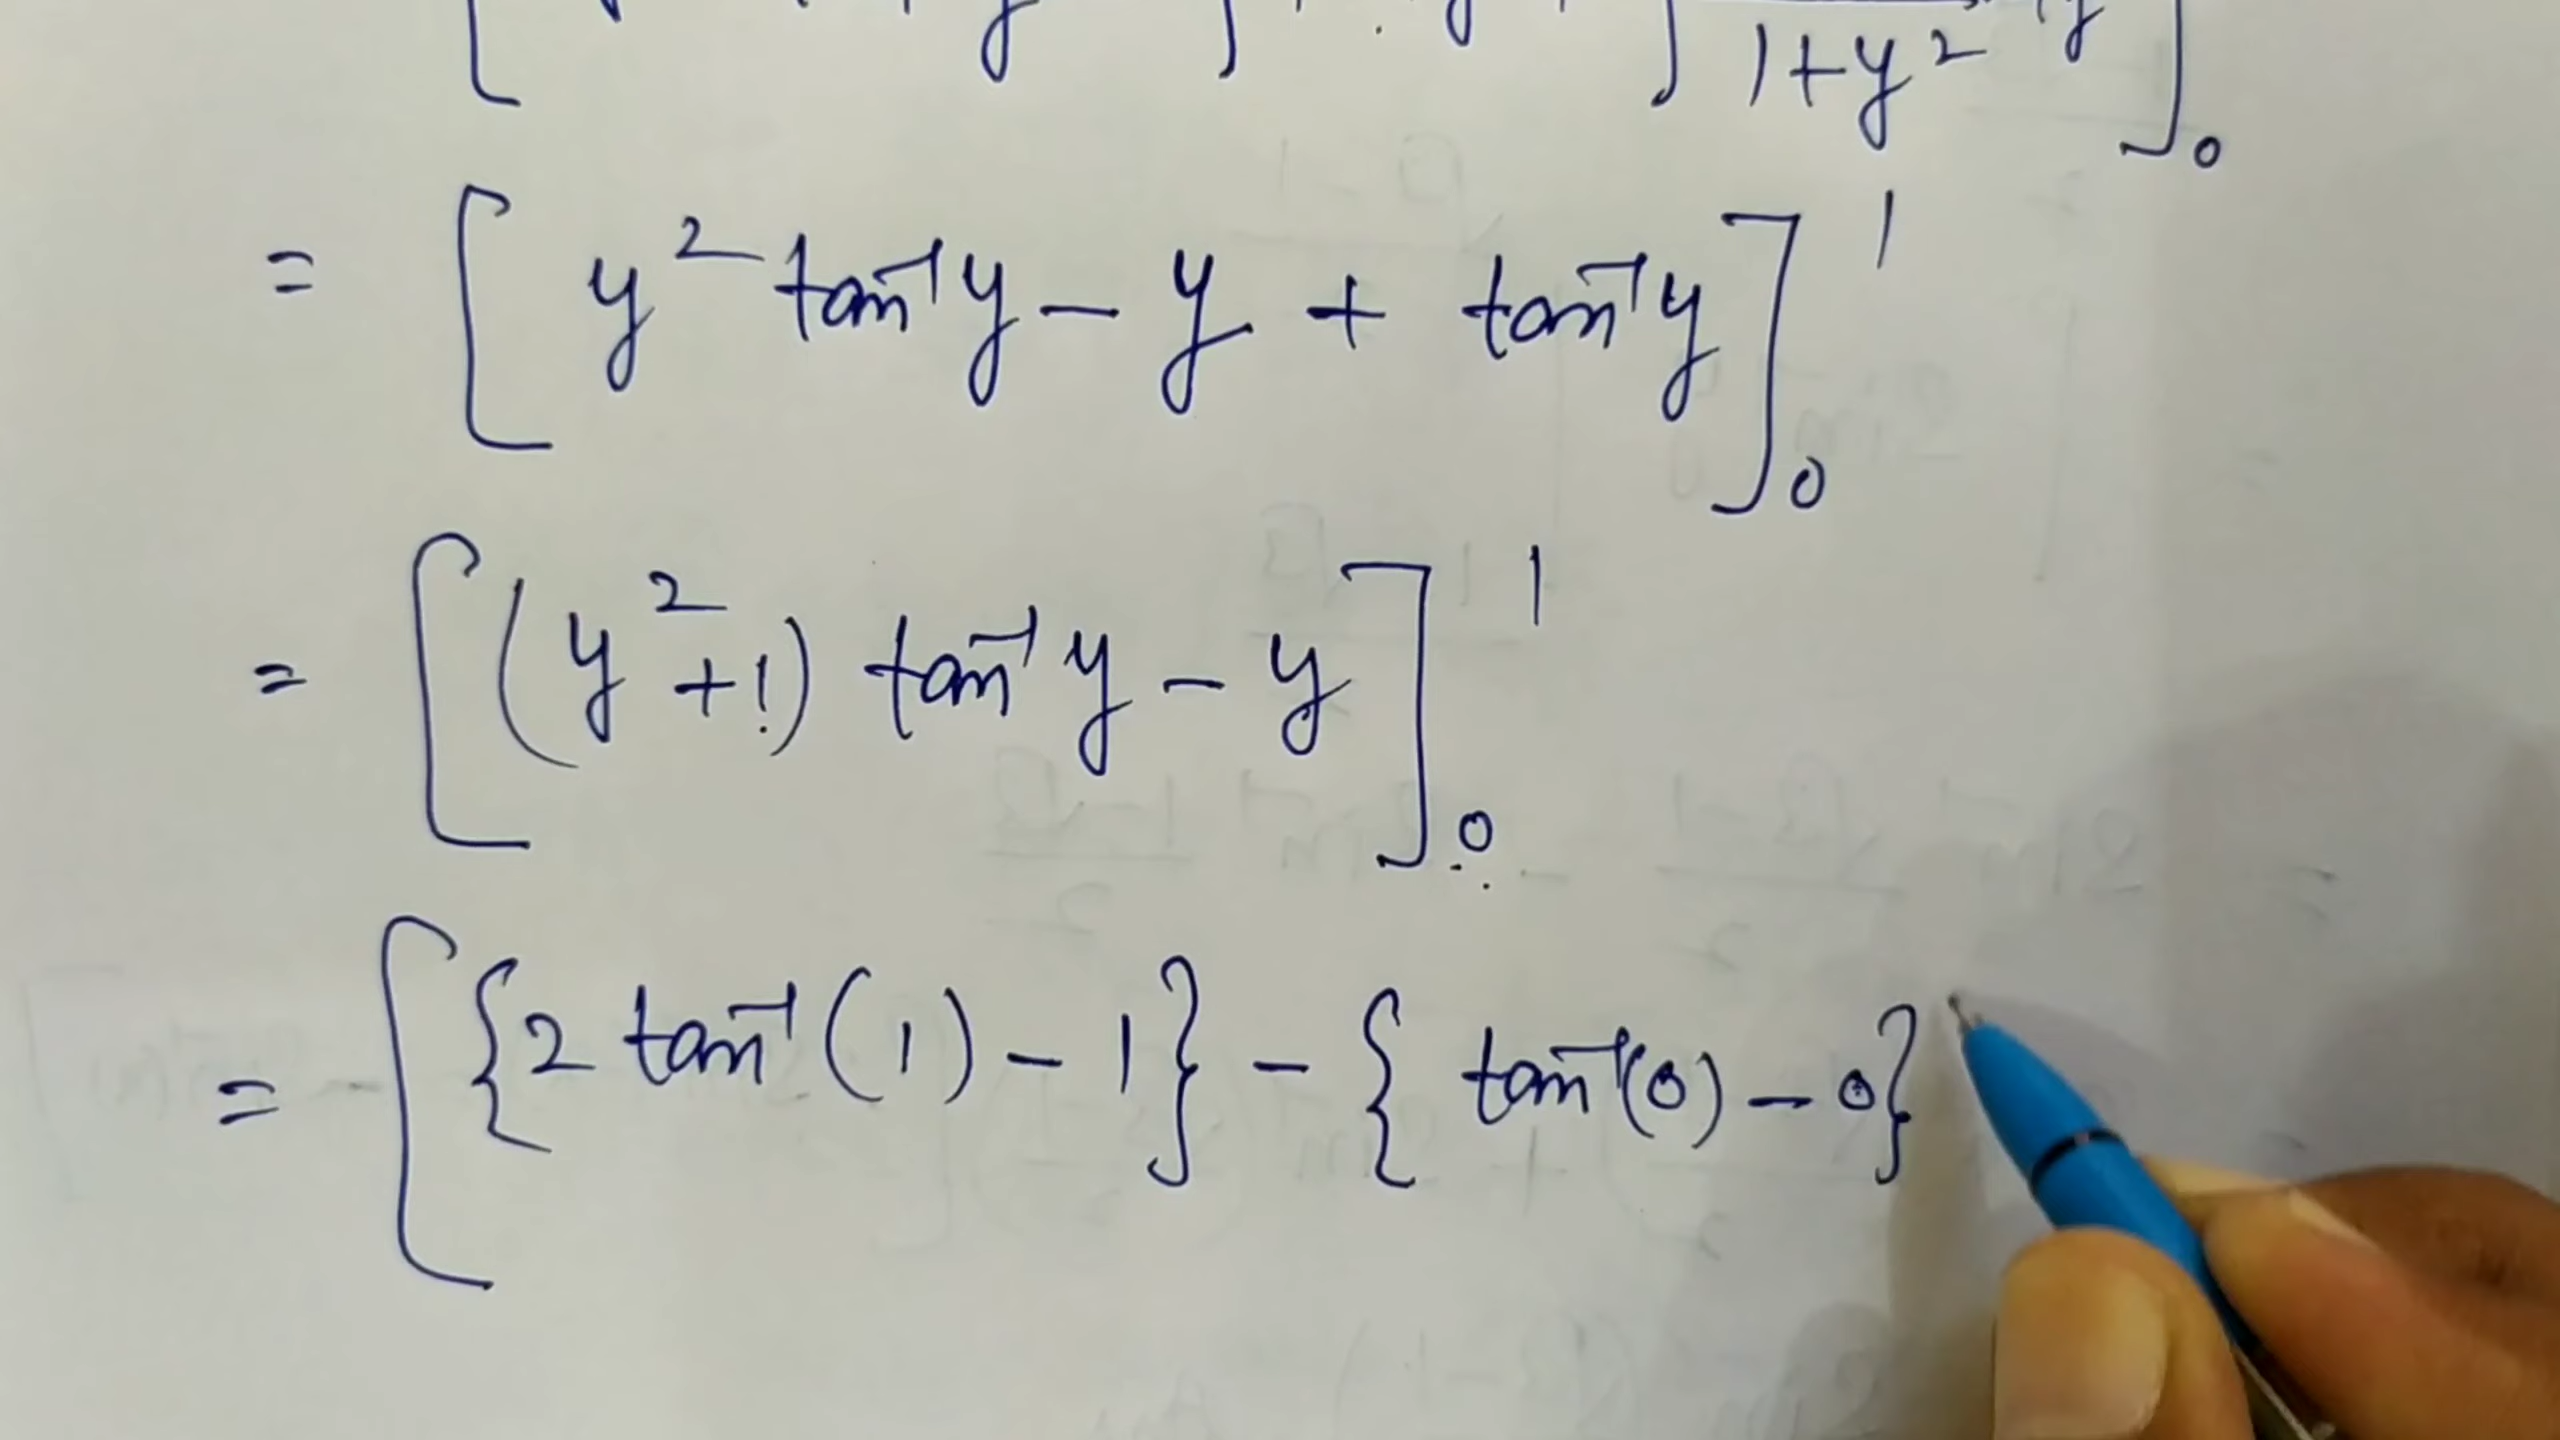 1+y²]₀
= [y² tan⁻¹y - y + tan⁻¹y]₀¹
= [(y²+1) tan⁻¹y - y]₀¹
= [{2 tan⁻¹(1) - 1} - {tan⁻¹(0) - 0}